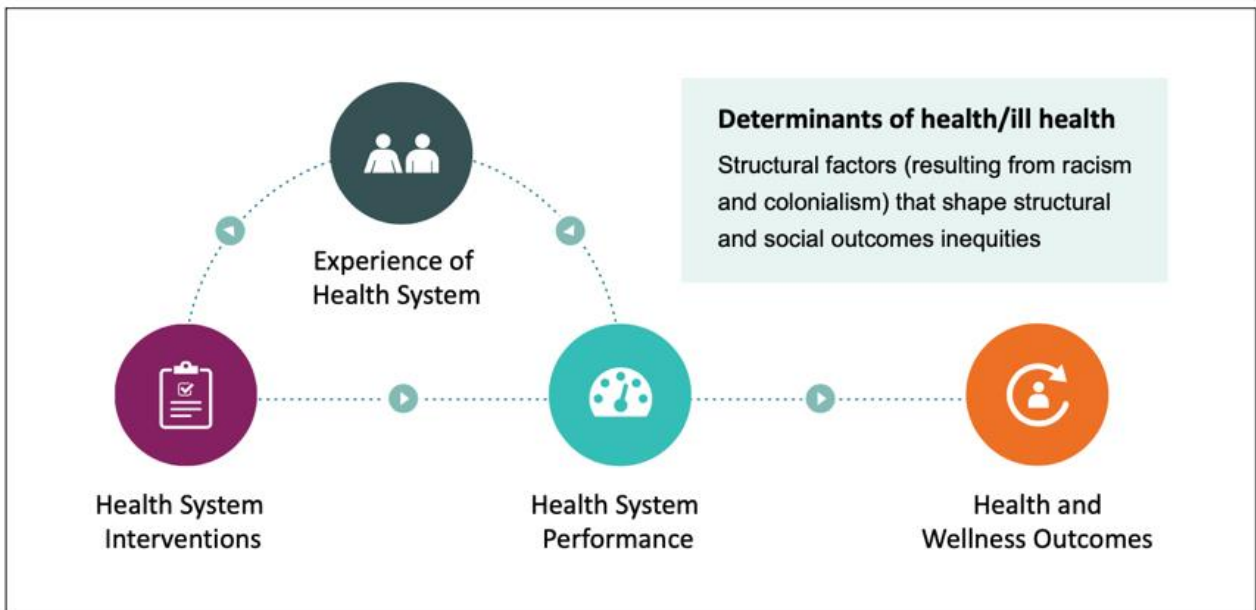 Determinants of health/ill health
Structural factors (resulting from racism
and colonialism) that shape structural
and social outcomes inequities
Experience of
Health System
Health System
Interventions
Health System
Performance
Health and
Wellness Outcomes